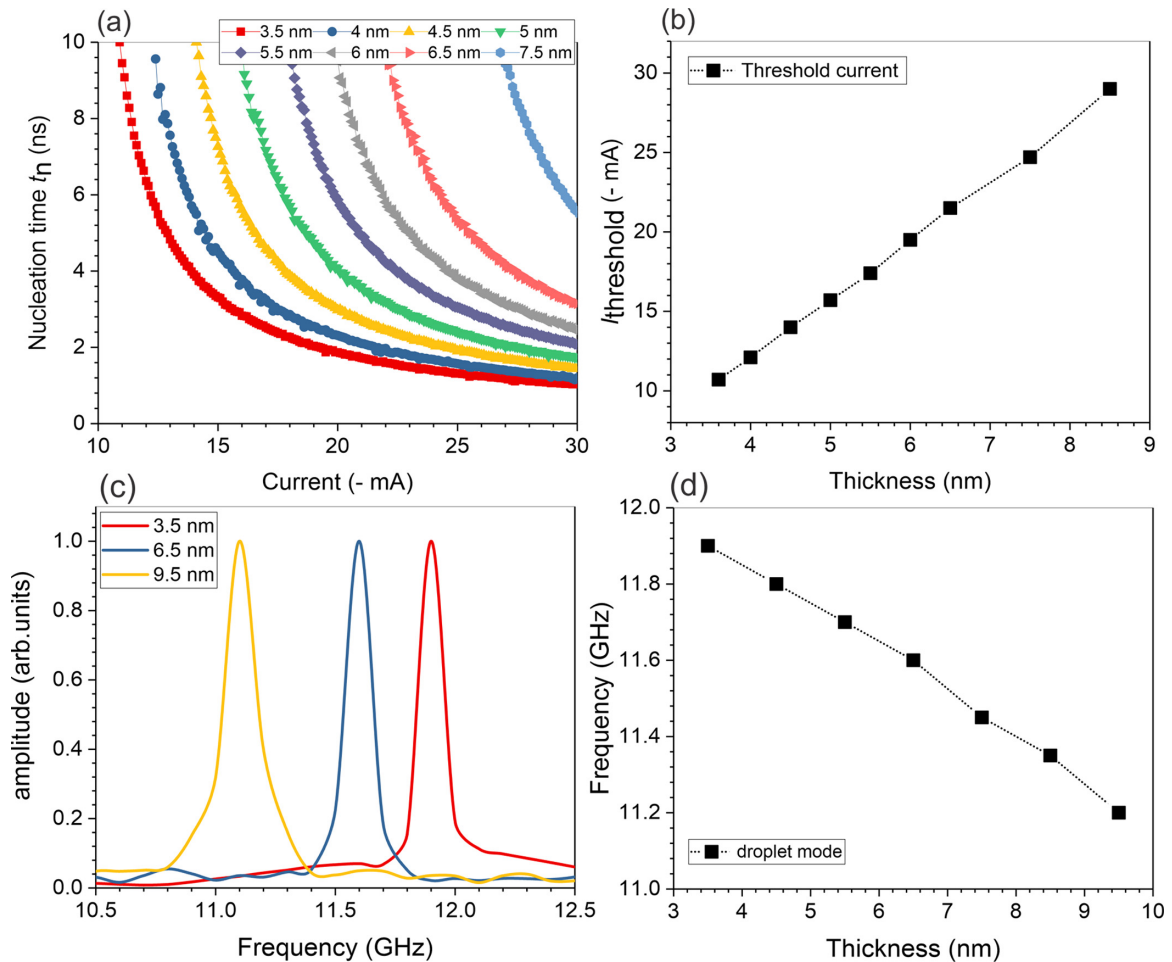 (a)
3.5 nm 4 nm 4.5 nm 5 nm
5.5 nm 6 nm 6.5 nm 7.5 nm
10
8
6
4
2
0
Nucleation time tn (ns)
10 15 20 25 30
Current (- mA)
(b)
Threshold current
30
25
20
15
10
Ithreshold (- mA)
3 4 5 6 7 8 9
Thickness (nm)
(c)
3.5 nm
6.5 nm
9.5 nm
1.0
0.8
0.6
0.4
0.2
0.0
amplitude (arb.units)
10.5 11.0 11.5 12.0 12.5
Frequency (GHz)
(d)
12.0
11.8
11.6
11.4
11.2
11.0
Frequency (GHz)
droplet mode
3 4 5 6 7 8 9 10
Thickness (nm)